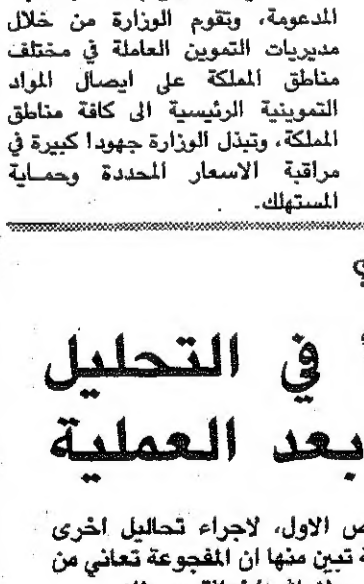 المدعومة، وتقوم الوزارة من خلال
مديريات التموين العاملة في مختلف
مناطق المملكة على ايصال المواد
التموينية الرئيسية الى كافة مناطق
المملكة، وتبذل الوزارة جهودا كبيرة في
مراقبة الاسعار المحددة وحماية
المستهلك.
في التحليل
بعد العملية
ص الاول، لاجراء تحاليل اخرى
ه تبين منها ان المفجوعة تعاني من